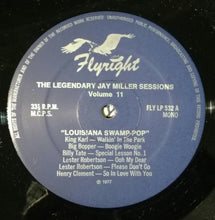 Flyright
THE LEGENDARY JAY MILLER SESSIONS
Volume 11
33⅓ R.P.M.
M.C.P.S.
FLY LP 532 A
MONO
"LOUISIANA SWAMP-POP"
King Karl — Walkin' In The Park
Big Bopper — Boogie Woogie
Billy Tate — Special Lesson No. 1
Lester Robertson — Ooh My Dear
Lester Robertson — Please Don't Go
Henry Clement — So In Love With You
℗ 1977